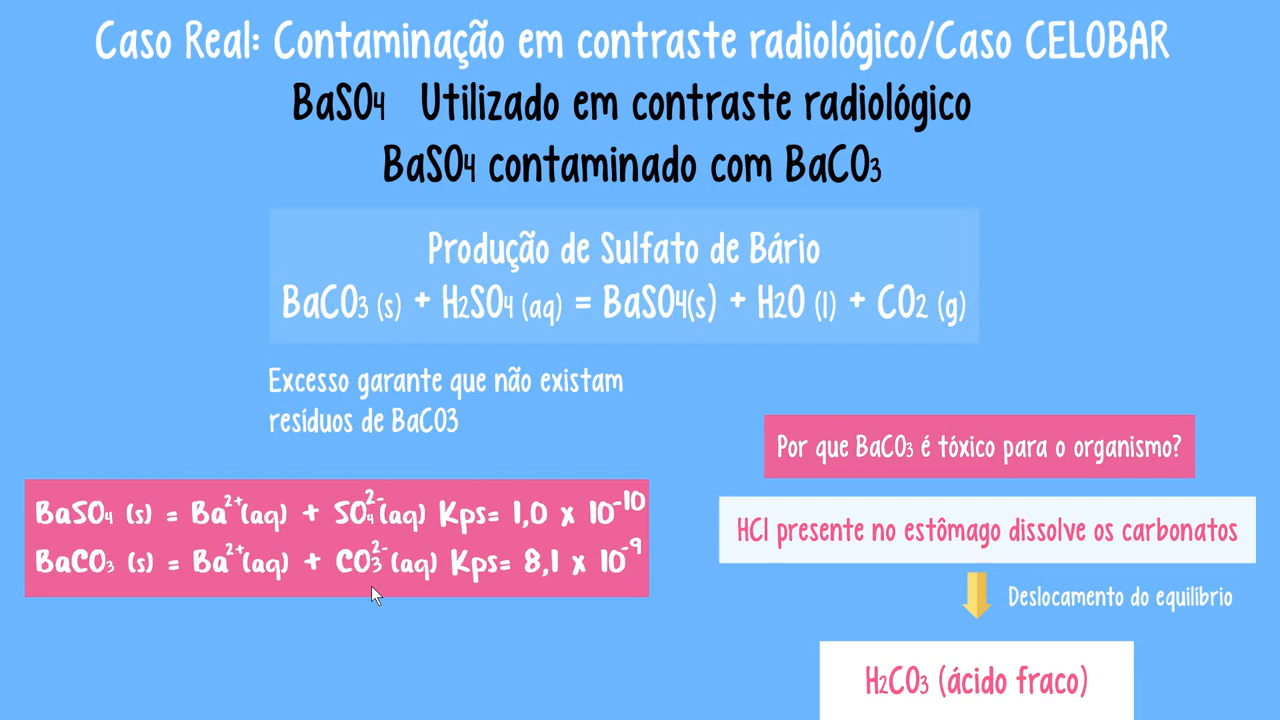 Caso Real: Contaminação em contraste radiológico/Caso CELOBAR
BaSO4 Utilizado em contraste radiológico
BaSO4 contaminado com BaCO3
Produção de Sulfato de Bário
BaCO3 (s) + H2SO4 (aq) = BaSO4(s) + H2O (l) + CO2 (g)
Excesso garante que não existam
resíduos de BaCO3
BaSO₄ (s) = Ba²⁺(aq) + SO₄²⁻(aq) Kps= 1,0 x 10⁻¹⁰
BaCO₃ (s) = Ba²⁺(aq) + CO₃²⁻(aq) Kps= 8,1 x 10⁻⁹
Por que BaCO3 é tóxico para o organismo?
HCl presente no estômago dissolve os carbonatos
Deslocamento do equilíbrio
H2CO3 (ácido fraco)